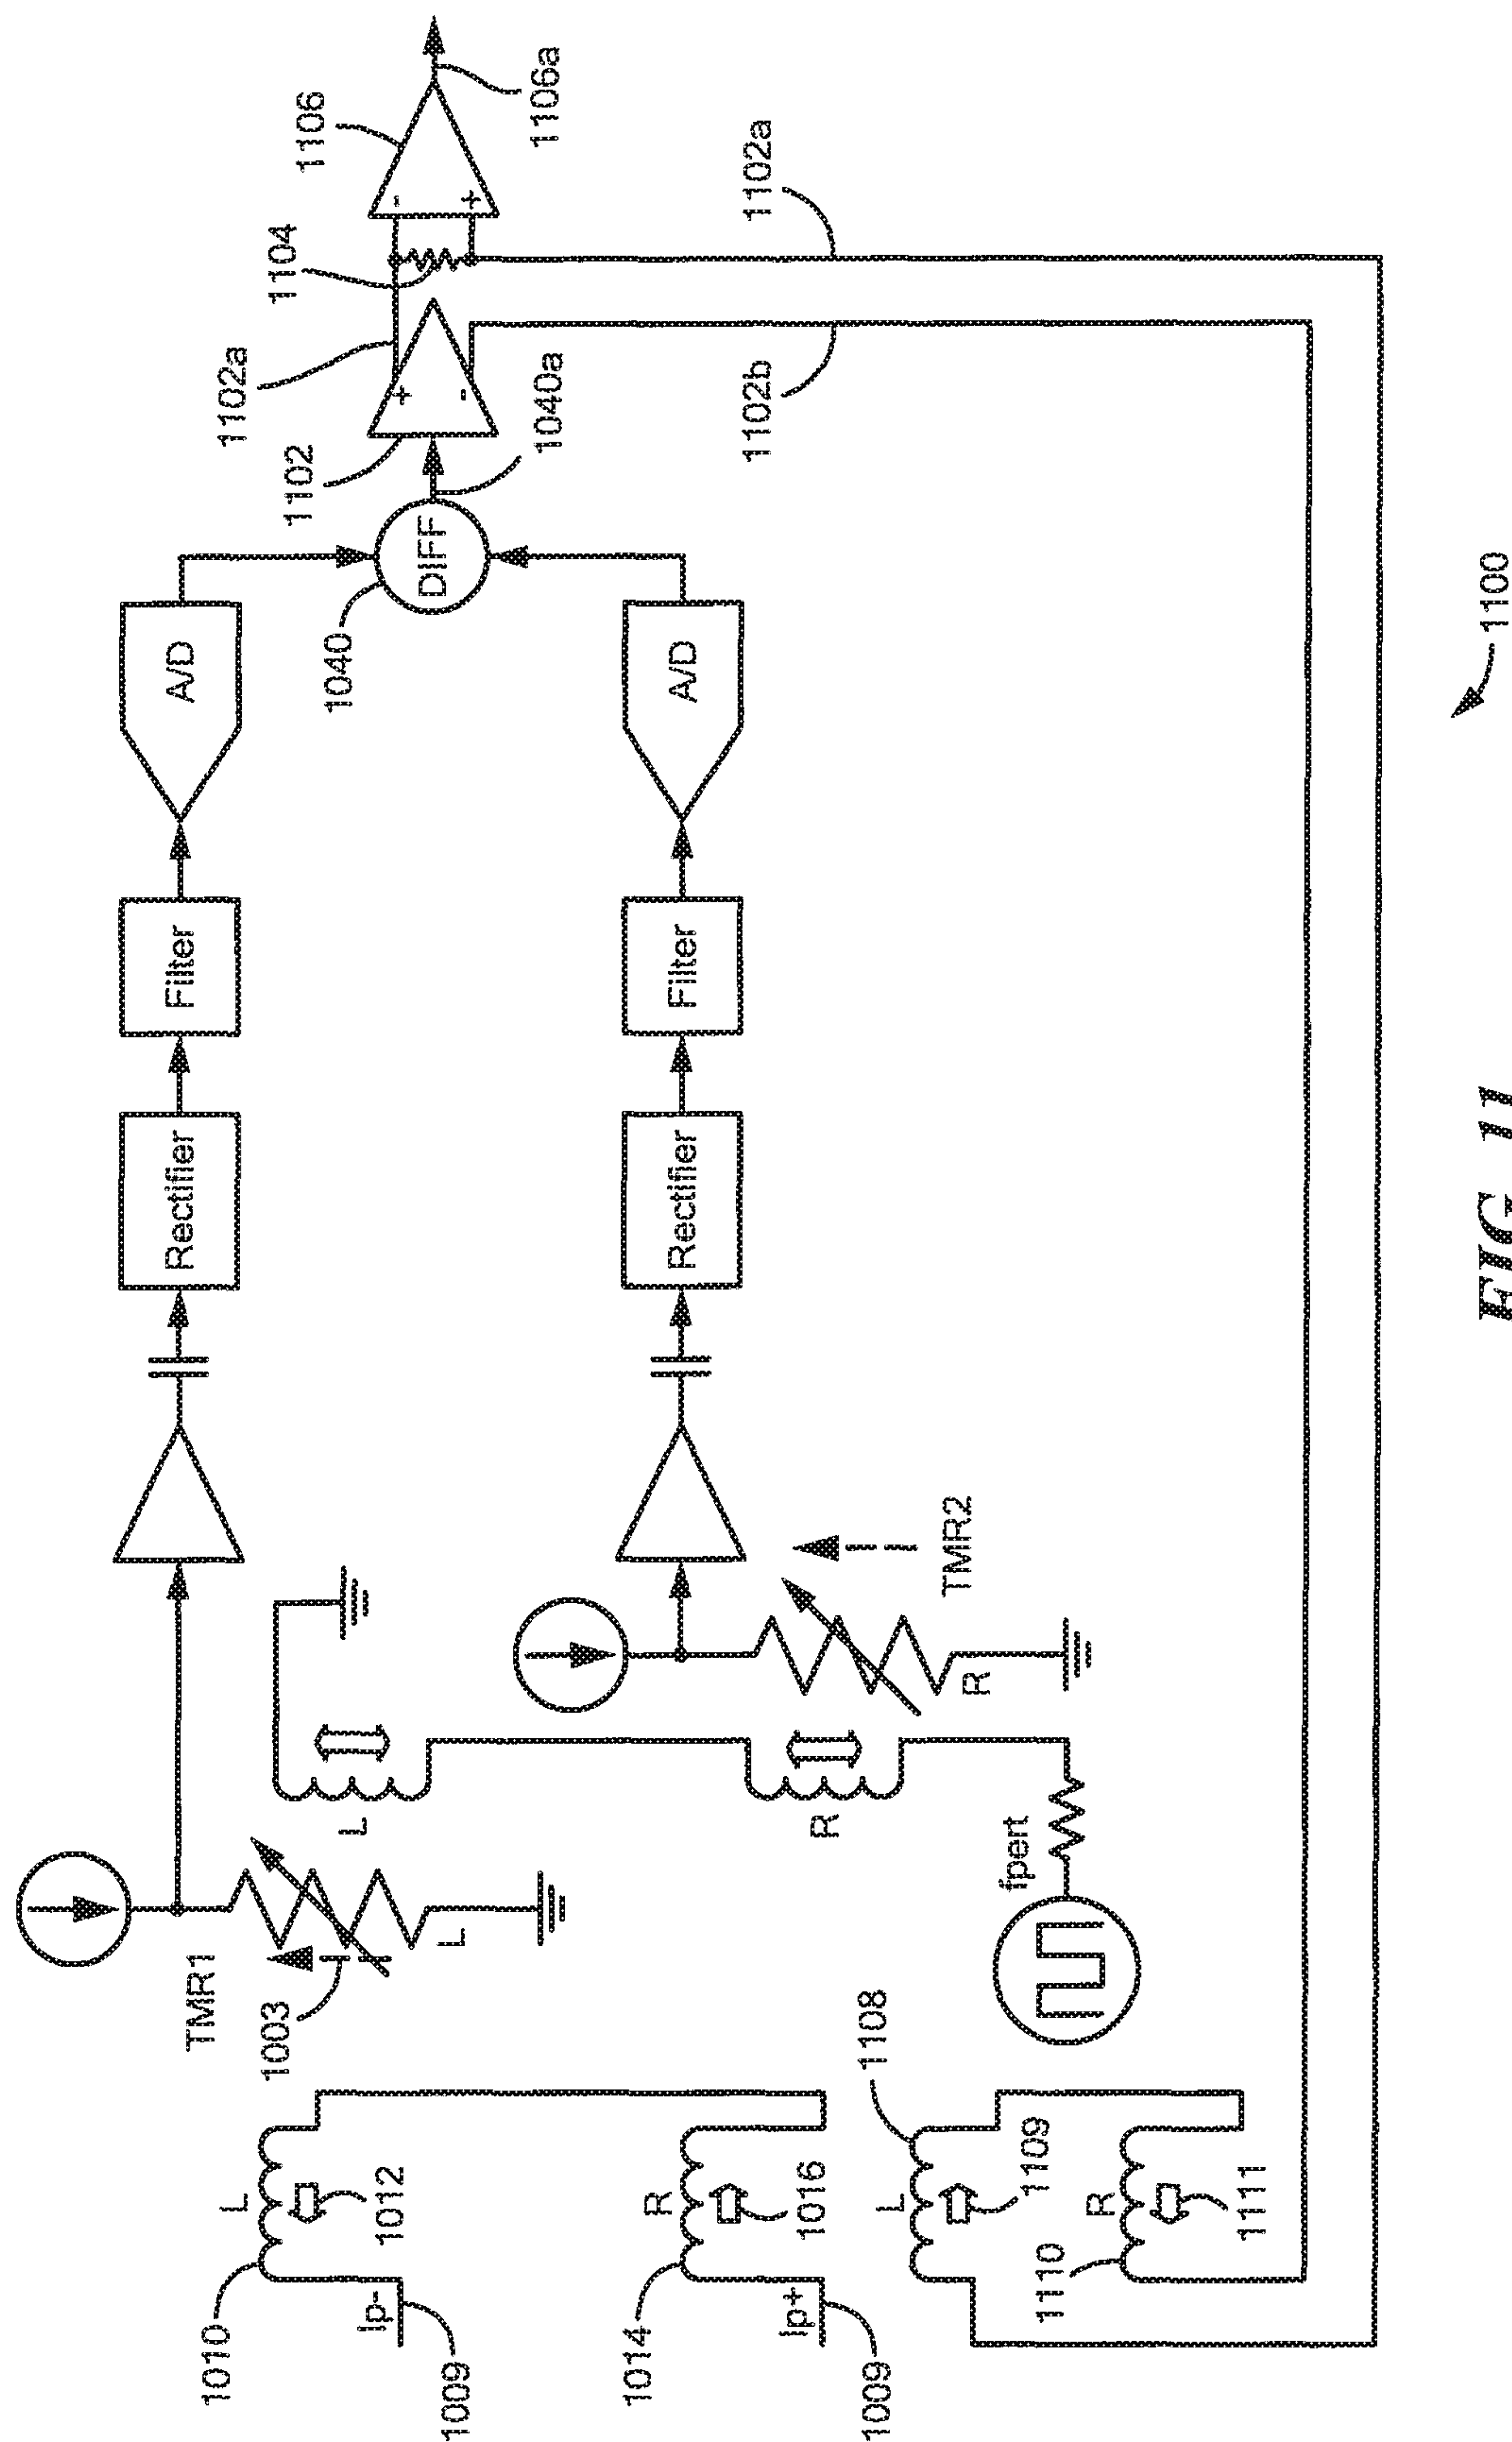 A/D
Filter
Rectifier
TMR1
1010
L
1102a
1003
1102
1104
1106
1040
L
1012
Ip-
+
-
-
+
DIFF
1009
L
1040a
1106a
1014
R
A/D
Filter
Rectifier
1102b
1102a
Ip+
1016
R
1009
L
1108
TMR2
R
fpert
1109
1110
R
1111
1100
FIG. 11